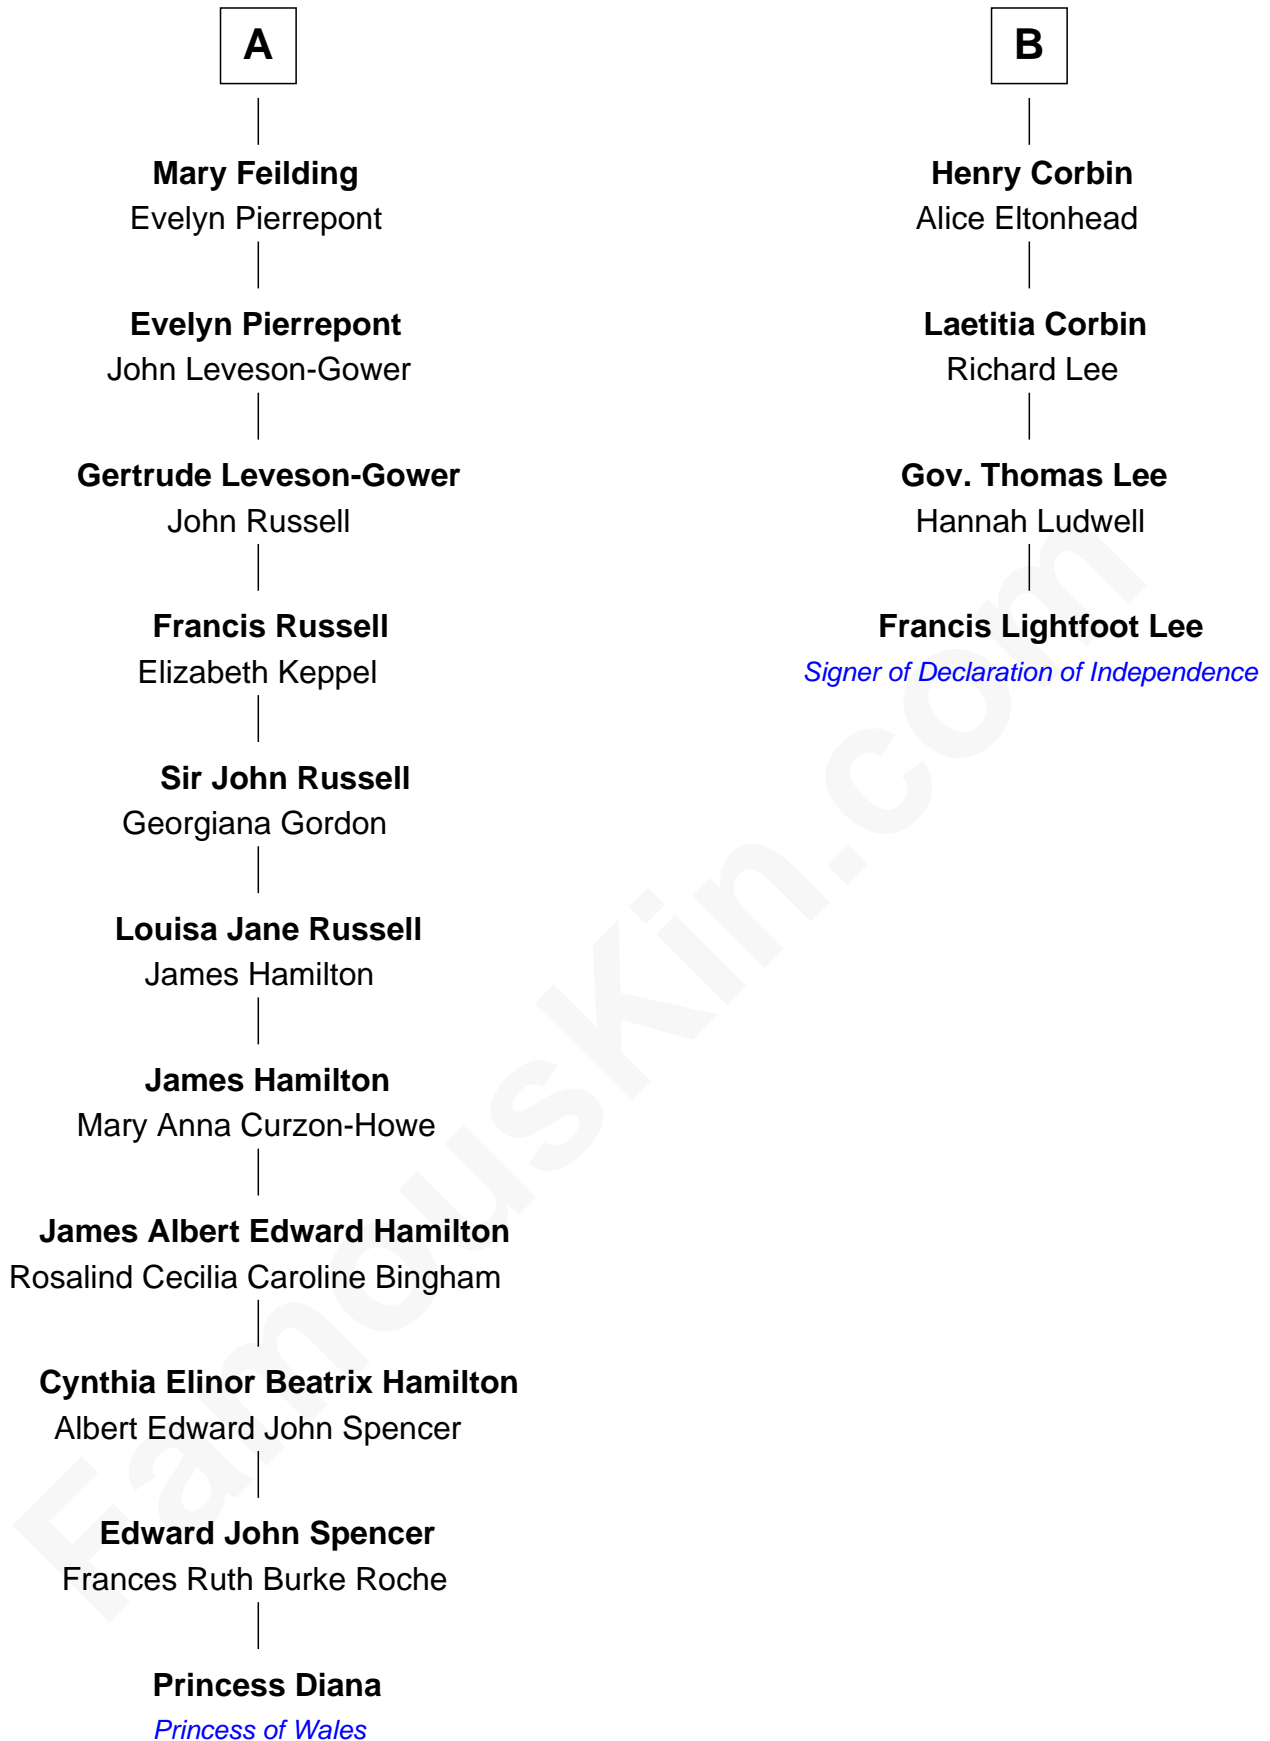 A
Mary Feilding
Evelyn Pierrepont
Evelyn Pierrepont
John Leveson-Gower
Gertrude Leveson-Gower
John Russell
Francis Russell
Elizabeth Keppel
Sir John Russell
Georgiana Gordon
Louisa Jane Russell
James Hamilton
James Hamilton
Mary Anna Curzon-Howe
James Albert Edward Hamilton
Rosalind Cecilia Caroline Bingham
Cynthia Elinor Beatrix Hamilton
Albert Edward John Spencer
Edward John Spencer
Frances Ruth Burke Roche
Princess Diana
Princess of Wales
B
Henry Corbin
Alice Eltonhead
Laetitia Corbin
Richard Lee
Gov. Thomas Lee
Hannah Ludwell
Francis Lightfoot Lee
Signer of Declaration of Independence
FamousKin.com